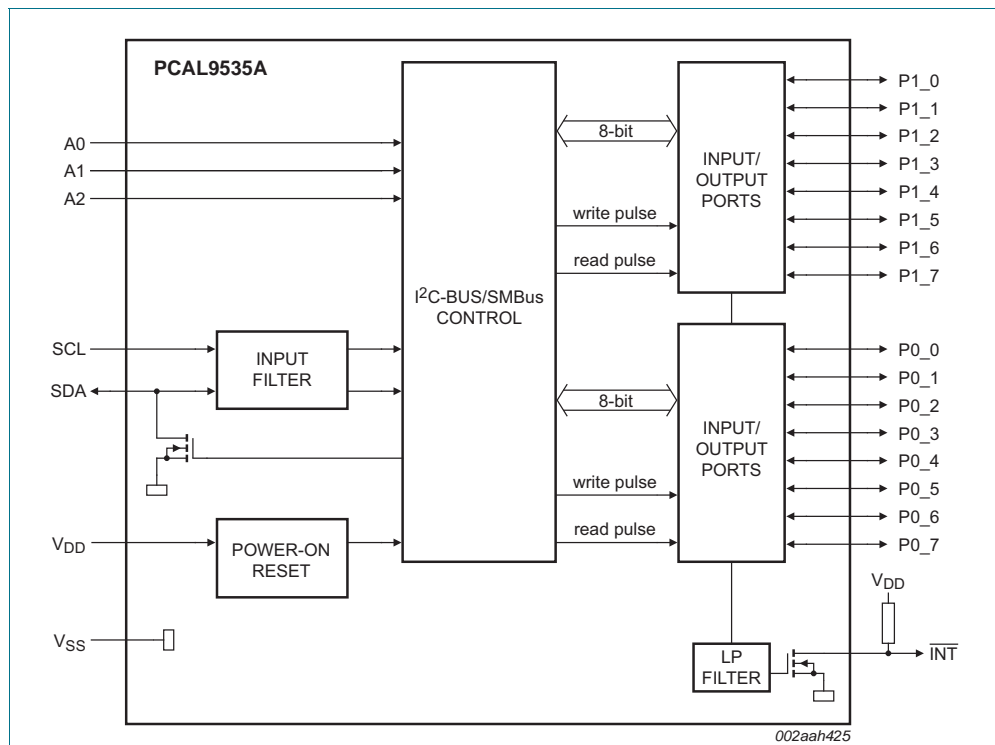 PCAL9535A
A0
A1
A2
SCL
SDA
VDD
VSS
INPUT
FILTER
POWER-ON
RESET
I2C-BUS/SMBus
CONTROL
8-bit
write pulse
read pulse
8-bit
write pulse
read pulse
INPUT/
OUTPUT
PORTS
INPUT/
OUTPUT
PORTS
LP
FILTER
P1_0
P1_1
P1_2
P1_3
P1_4
P1_5
P1_6
P1_7
P0_0
P0_1
P0_2
P0_3
P0_4
P0_5
P0_6
P0_7
VDD
INT
002aah425